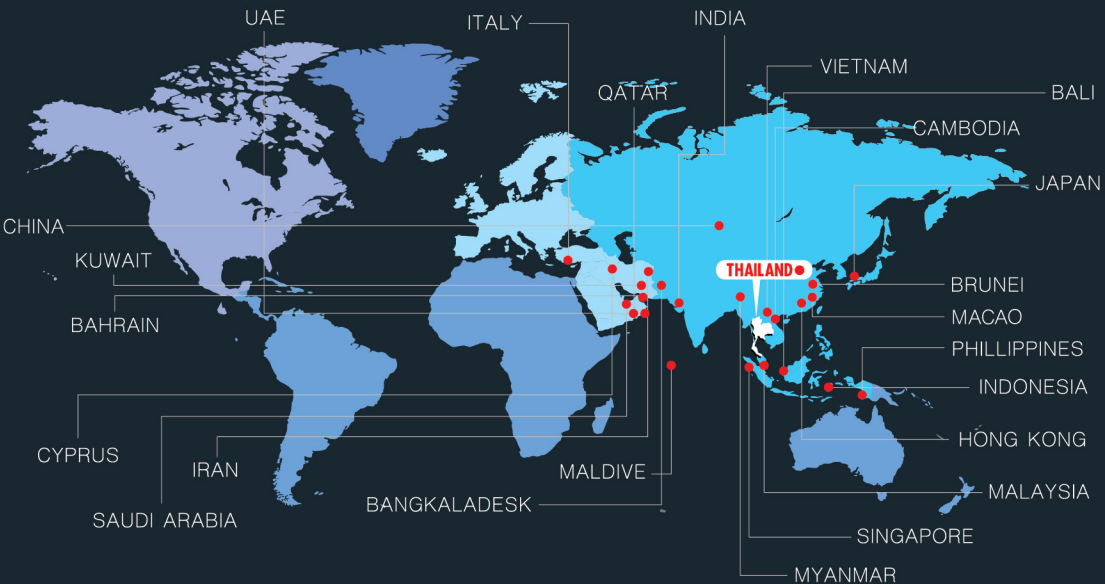 UAE
ITALY
INDIA
VIETNAM
QATAR
BALI
CAMBODIA
JAPAN
CHINA
KUWAIT
THAILAND
BRUNEI
BAHRAIN
MACAO
PHILLIPPINES
INDONESIA
HONG KONG
CYPRUS
IRAN
MALDIVE
MALAYSIA
BANGKALADESK
SAUDI ARABIA
SINGAPORE
MYANMAR